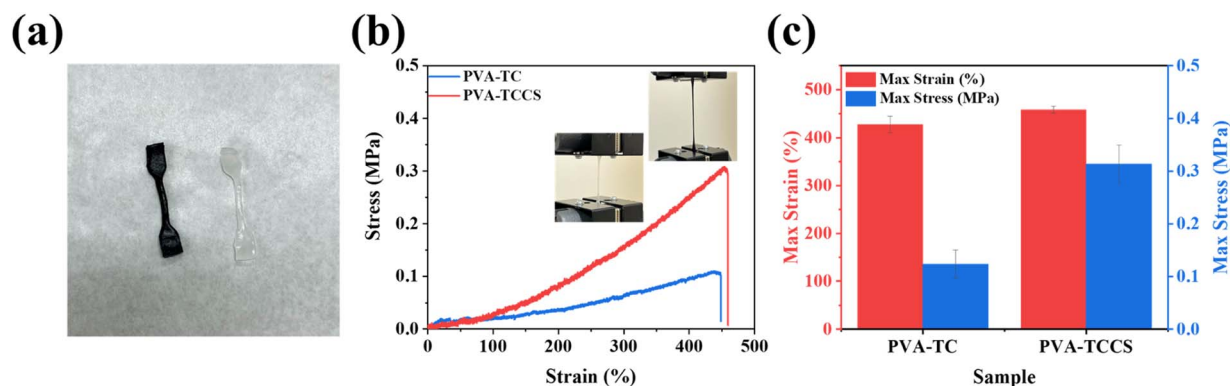 (a)
(b)
Stress (MPa)
0.5
0.4
0.3
0.2
0.1
0.0
PVA-TC
PVA-TCCS
0
100
200
300
400
500
Strain (%)
(c)
Max Strain (%)
500
400
300
200
100
0
Max Strain (%)
Max Stress (MPa)
PVA-TC
PVA-TCCS
Sample
0.5
0.4
0.3
0.2
0.1
0.0
Max Stress (MPa)